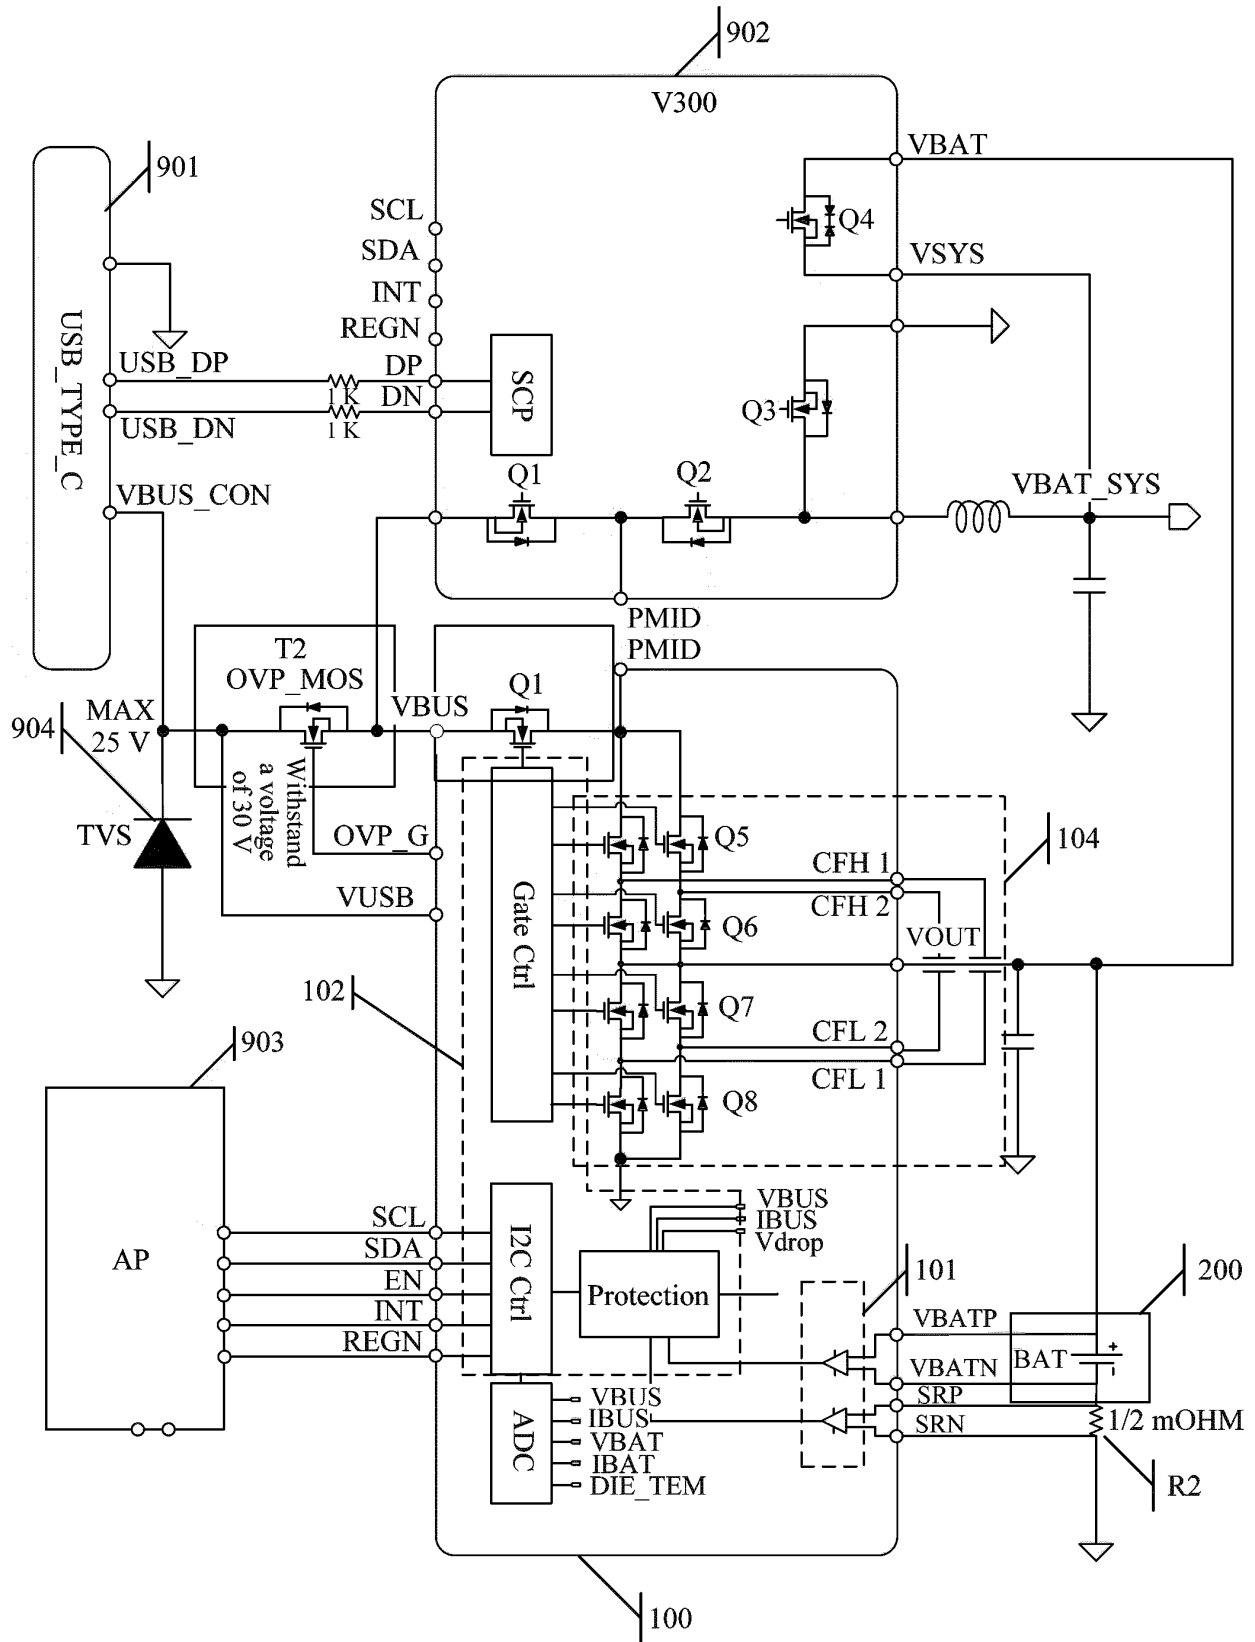 902
V300
901
VBAT
SCL
Q4
SDA
VSYS
INT
REGN
USB_TYPE_C
USB_DP
DP
1 K
SCP
Q3
USB_DN
DN
1 K
VBUS_CON
Q1
Q2
VBAT_SYS
PMID
PMID
T2
OVP_MOS
Q1
VBUS
904
MAX
25 V
Withstand
a voltage
of 30 V
TVS
OVP_G
Q5
104
CFH 1
CFH 2
VUSB
Gate Ctrl
Q6
VOUT
102
Q7
CFL 2
CFL 1
903
Q8
VBUS
IBUS
Vdrop
SCL
SDA
EN
INT
REGN
AP
I2C Ctrl
Protection
101
200
VBATP
VBATN
BAT
+
SRP
SRN
1/2 mOHM
ADC
VBUS
IBUS
VBAT
IBAT
DIE_TEM
R2
100